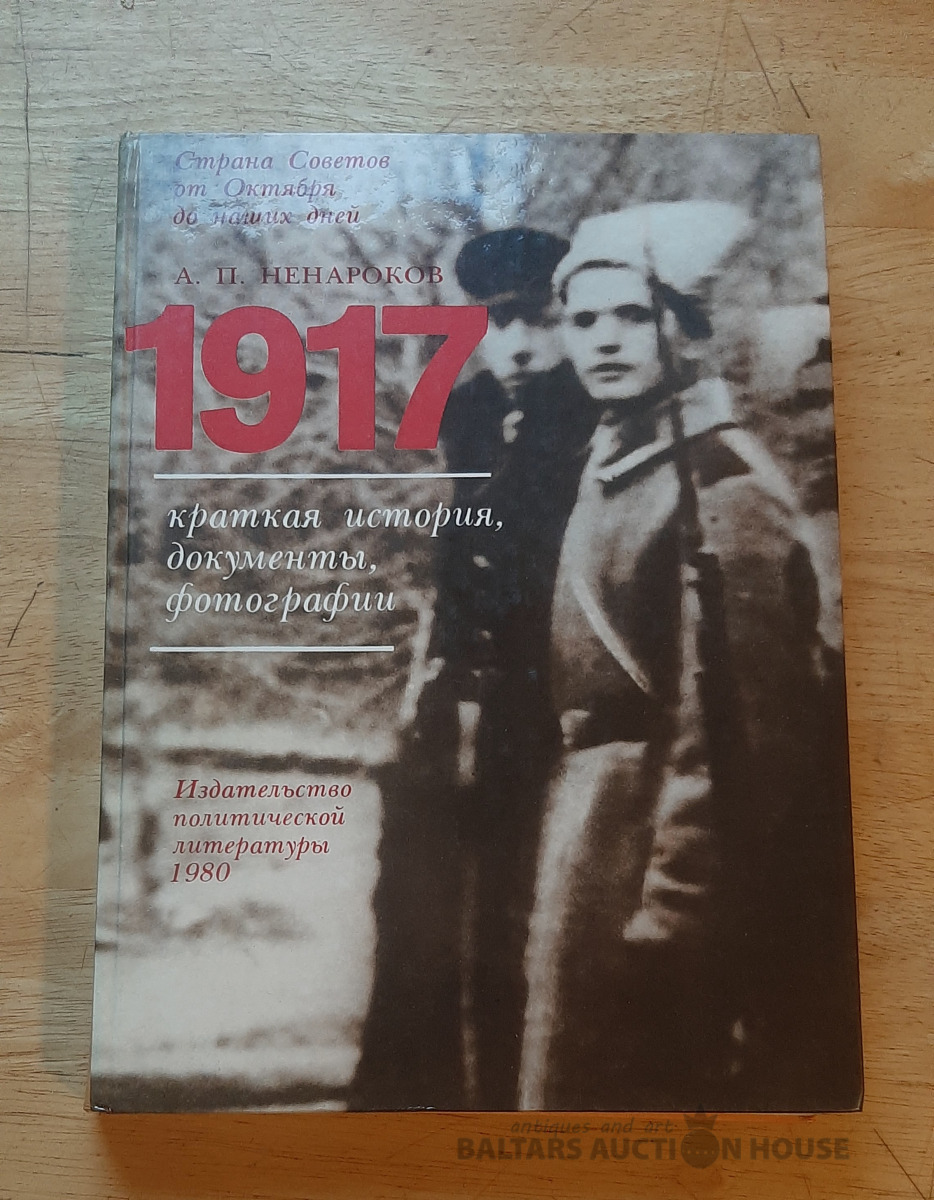 Страна Советов
от Октября
до наших дней
А. П. НЕНАРОКОВ
1917
краткая история,
документы,
фотографии
Издательство
политической
литературы
1980
antiques and art
BALTARS AUCTION HOUSE